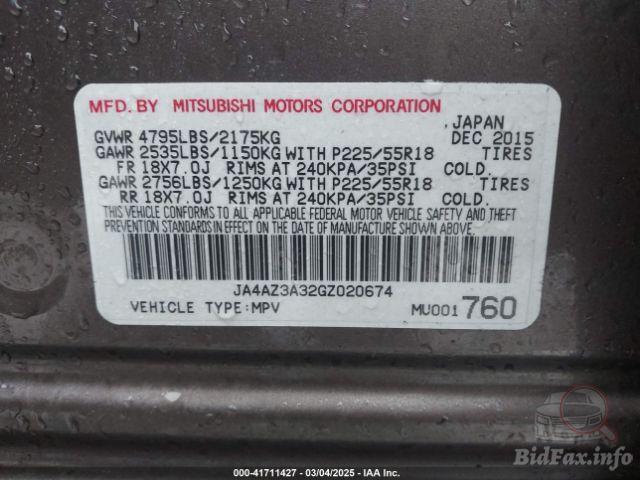 MFD. BY MITSUBISHI MOTORS CORPORATION
, JAPAN
GVWR 4795LBS/2175KG DEC 2015
GAWR 2535LBS/1150KG WITH P225/55R18 TIRES
FR 18X7.0J RIMS AT 240KPA/35PSI COLD.
GAWR 2756LBS/1250KG WITH P225/55R18 TIRES
RR 18X7.0J RIMS AT 240KPA/35PSI COLD.
THIS VEHICLE CONFORMS TO ALL APPLICABLE FEDERAL MOTOR VEHICLE SAFETY AND THEFT
PREVENTION STANDARDS IN EFFECT ON THE DATE OF MANUFACTURE SHOWN ABOVE.
JA4AZ3A32GZ020674
VEHICLE TYPE:MPV MU001760
BidFax.info
000-41711427 - 03/04/2025 - IAA Inc.